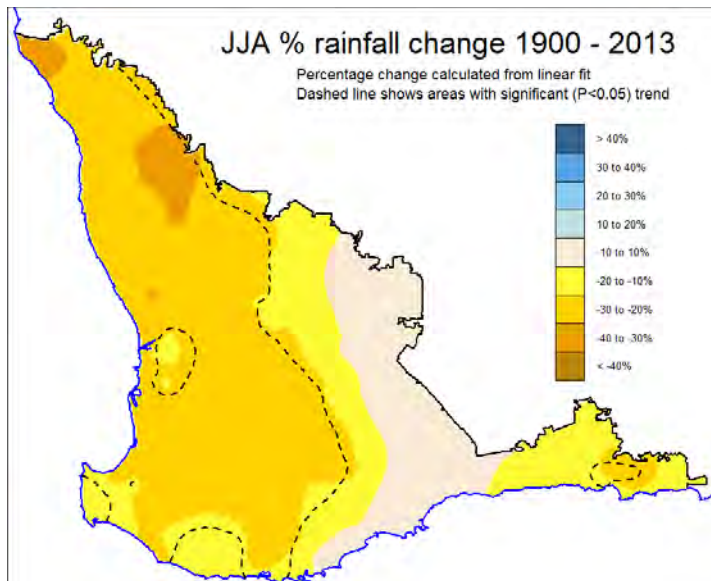 JJA % rainfall change 1900 - 2013
Percentage change calculated from linear fit
Dashed line shows areas with significant (P<0.05) trend
> 40%
30 to 40%
20 to 30%
10 to 20%
10 to 10%
-20 to -10%
-30 to -20%
-40 to -30%
< -40%